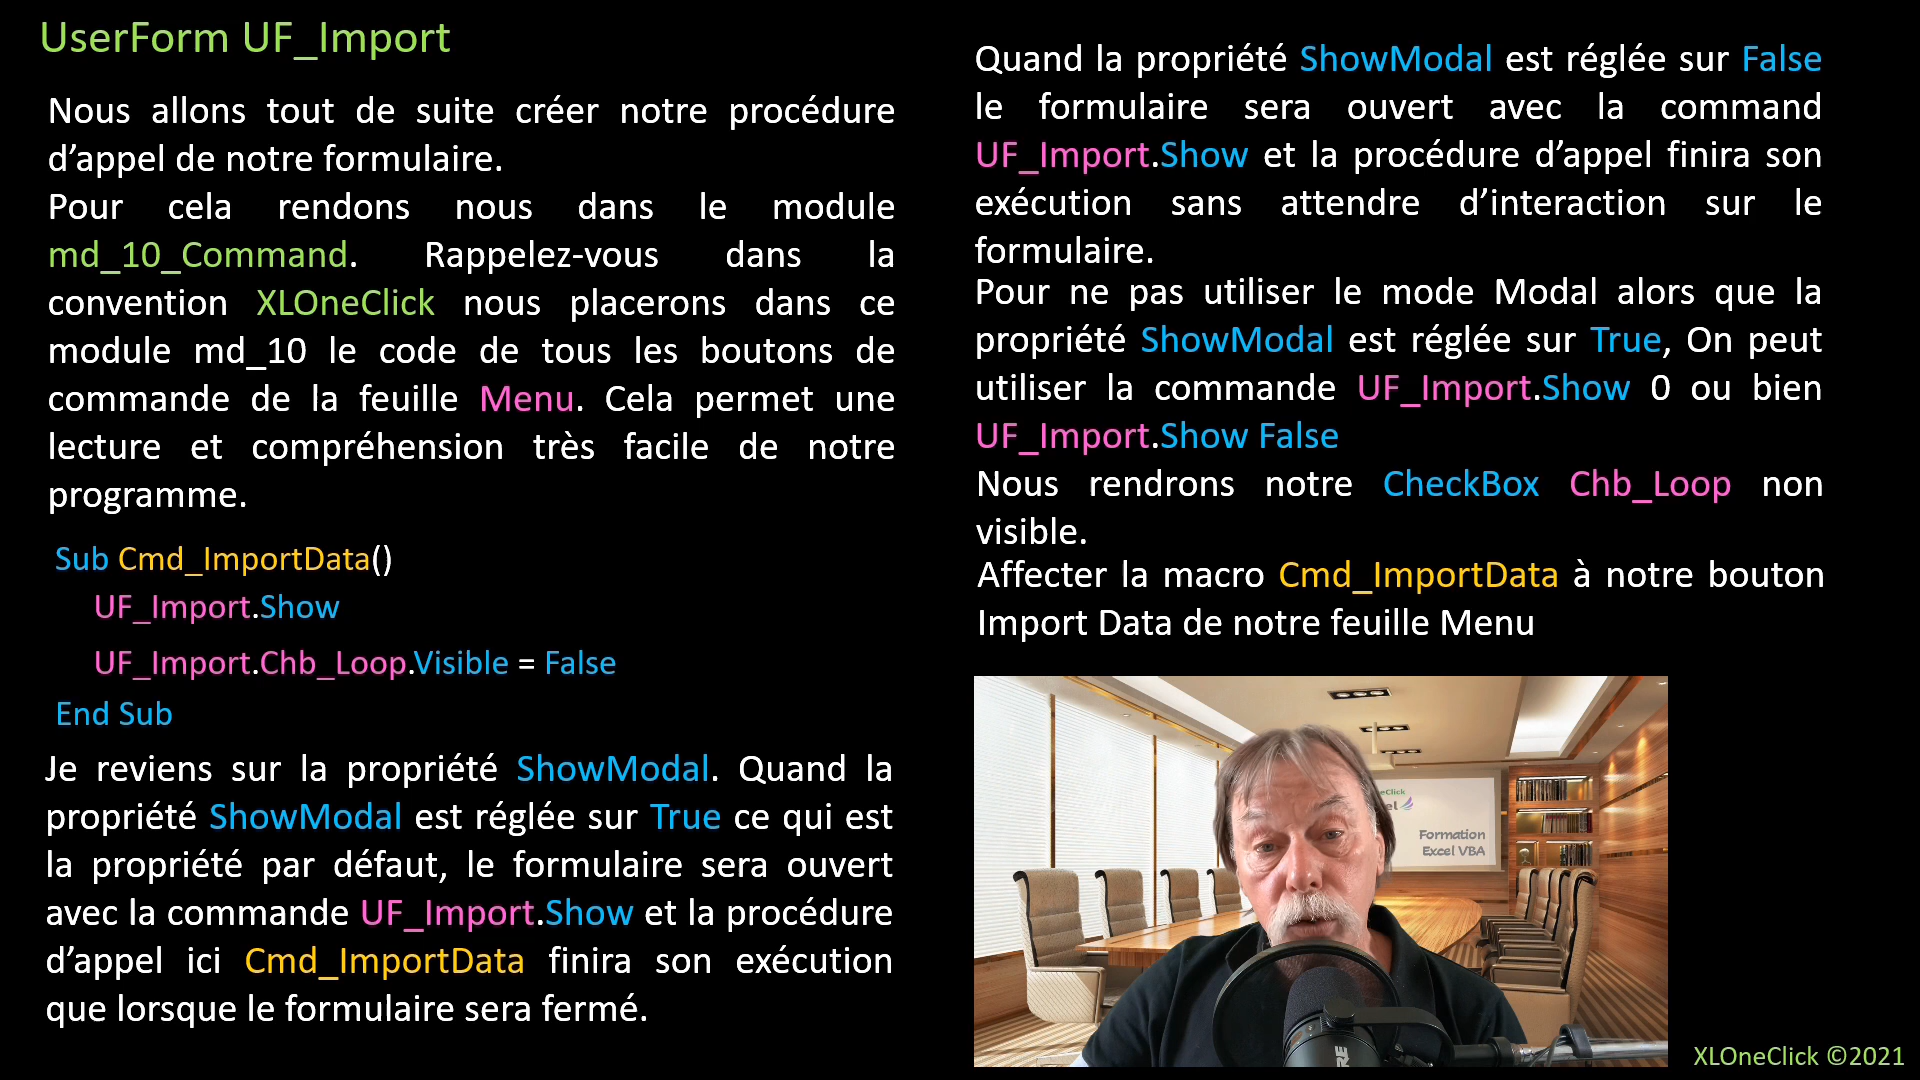 UserForm UF_Import
Nous allons tout de suite créer notre procédure
d’appel de notre formulaire.
Pour cela rendons nous dans le module
md_10_Command. Rappelez-vous dans la
convention XLOneClick nous placerons dans ce
module md_10 le code de tous les boutons de
commande de la feuille Menu. Cela permet une
lecture et compréhension très facile de notre
programme.
Sub Cmd_ImportData()
UF_Import.Show
UF_Import.Chb_Loop.Visible = False
End Sub
Je reviens sur la propriété ShowModal. Quand la
propriété ShowModal est réglée sur True ce qui est
la propriété par défaut, le formulaire sera ouvert
avec la commande UF_Import.Show et la procédure
d’appel ici Cmd_ImportData finira son exécution
que lorsque le formulaire sera fermé.
Quand la propriété ShowModal est réglée sur False
le formulaire sera ouvert avec la command
UF_Import.Show et la procédure d’appel finira son
exécution sans attendre d’interaction sur le
formulaire.
Pour ne pas utiliser le mode Modal alors que la
propriété ShowModal est réglée sur True, On peut
utiliser la commande UF_Import.Show 0 ou bien
UF_Import.Show False
Nous rendrons notre CheckBox Chb_Loop non
visible.
Affecter la macro Cmd_ImportData à notre bouton
Import Data de notre feuille Menu
Formation
Excel VBA
XLOneClick ©2021